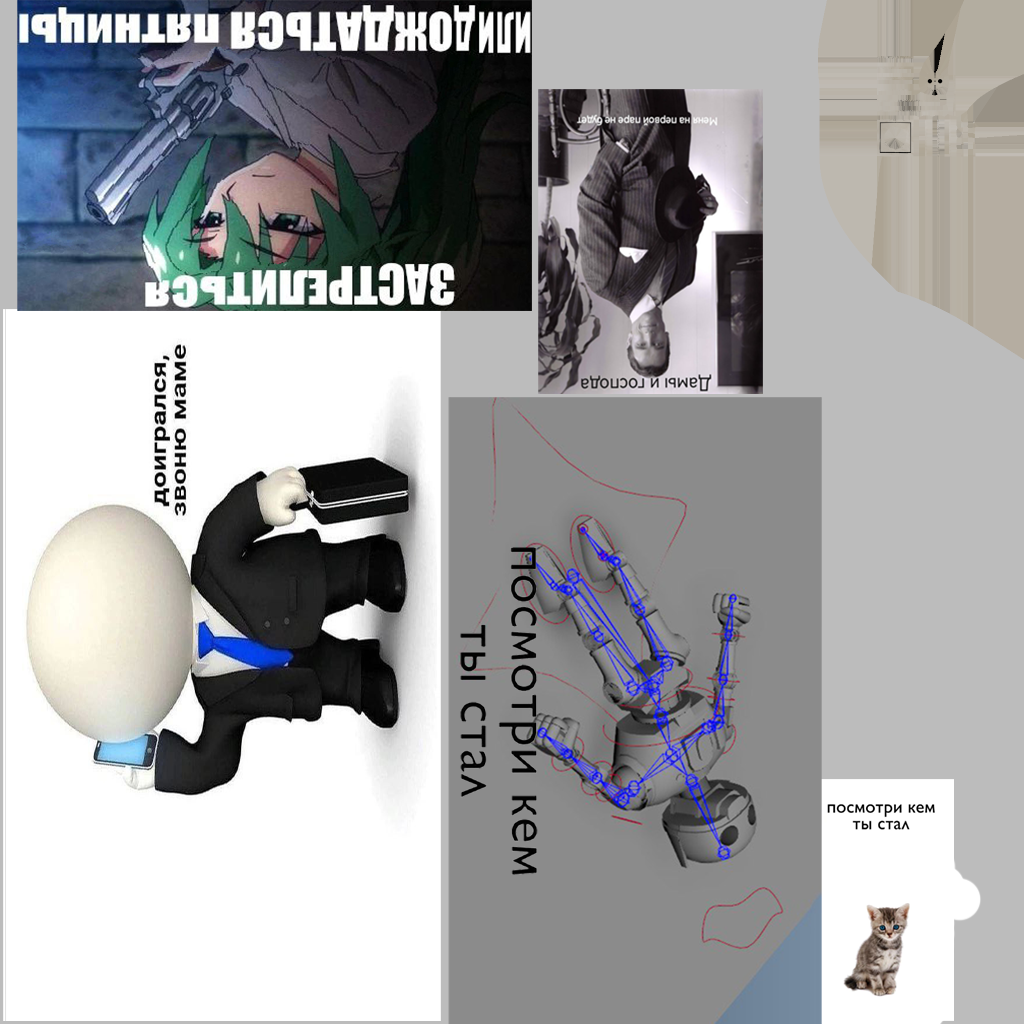 ЗАСТРЕЛИТЬСЯ
ИЛИ ДОЖДАТЬСЯ ПЯТНИЦЫ
Дамы и господа
Меня на первой паре не будет
доигрался,
звоню маме
посмотри кем
ты стал
посмотри кем
ты стал